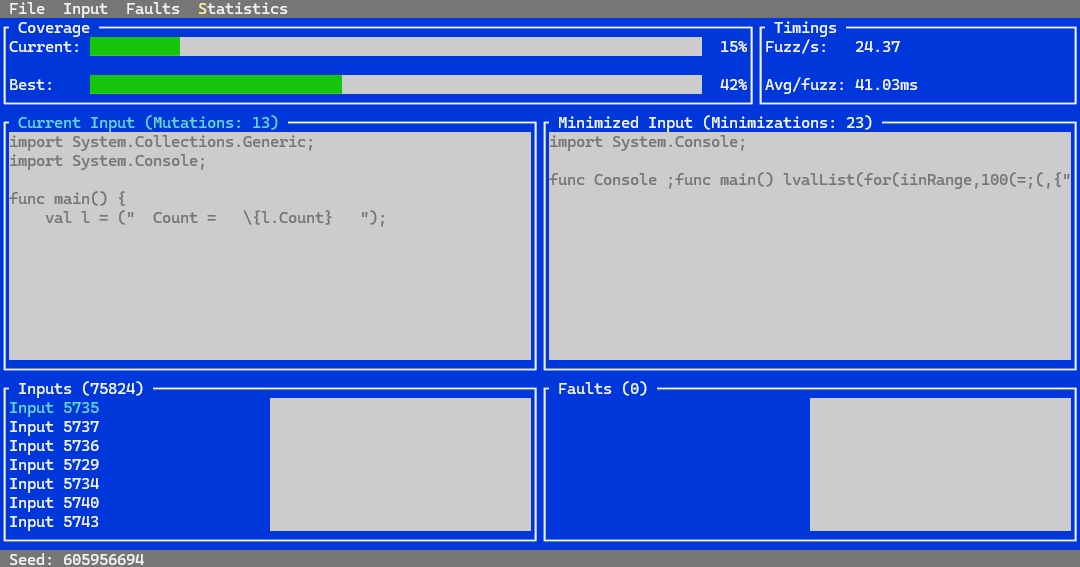 File Input Faults Statistics
Coverage
Current: 15%
Best: 42%
Timings
Fuzz/s: 24.37
Avg/fuzz: 41.03ms
Current Input (Mutations: 13)
import System.Collections.Generic;
import System.Console;
func main() {
    val l = ("  Count =   \{l.Count}   ");
Minimized Input (Minimizations: 23)
import System.Console;
func Console ;func main() lvalList(for(iinRange,100(=;(,{"
Inputs (75824)
Input 5735
Input 5737
Input 5736
Input 5729
Input 5734
Input 5740
Input 5743
Faults (0)
Seed: 605956694